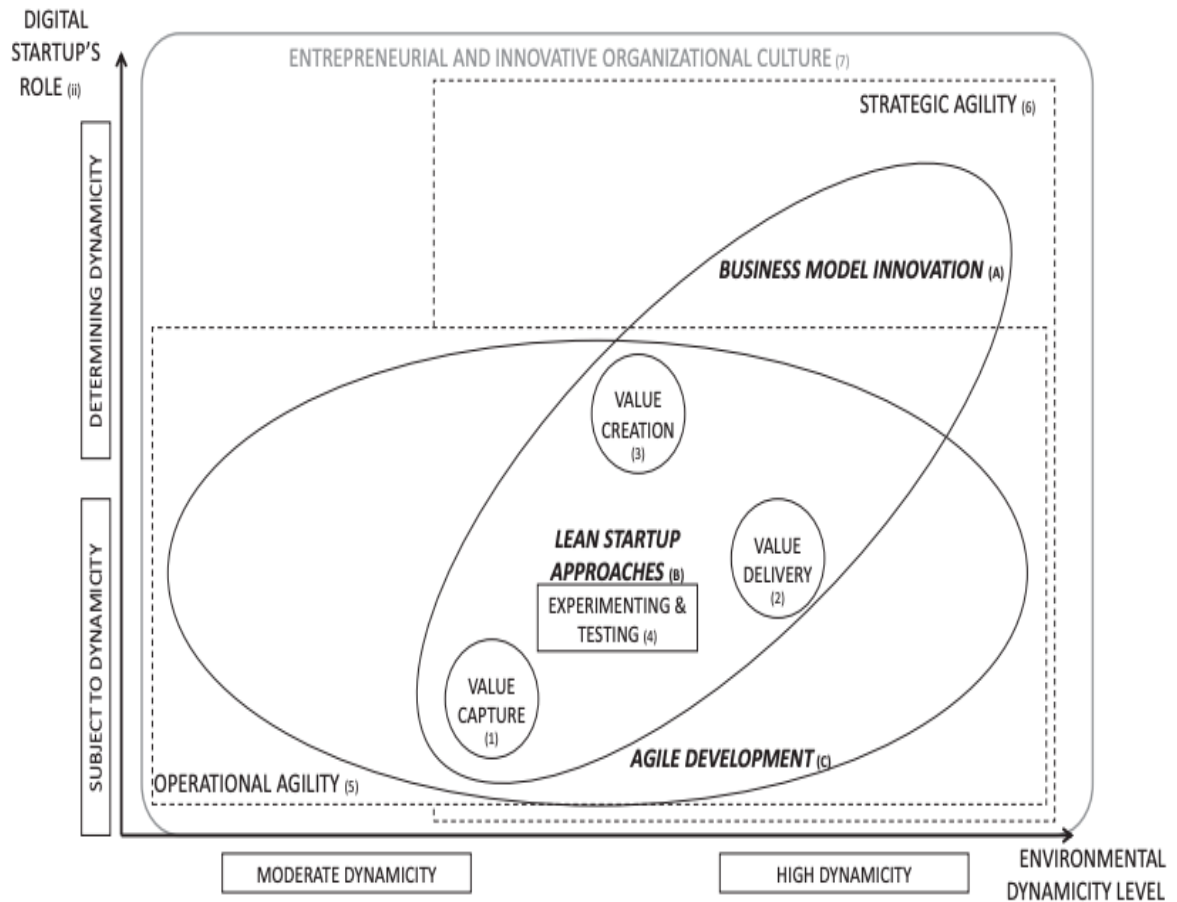 DIGITAL
STARTUP'S
ROLE (ii)
ENTREPRENEURIAL AND INNOVATIVE ORGANIZATIONAL CULTURE (7)
STRATEGIC AGILITY (6)
DETERMINING DYNAMICITY
BUSINESS MODEL INNOVATION (A)
VALUE
CREATION
(3)
LEAN STARTUP
APPROACHES (B)
EXPERIMENTING &
TESTING (4)
VALUE
DELIVERY
(2)
SUBJECT TO DYNAMICITY
VALUE
CAPTURE
(1)
AGILE DEVELOPMENT (C)
OPERATIONAL AGILITY (5)
MODERATE DYNAMICITY
HIGH DYNAMICITY
ENVIRONMENTAL
DYNAMICITY LEVEL